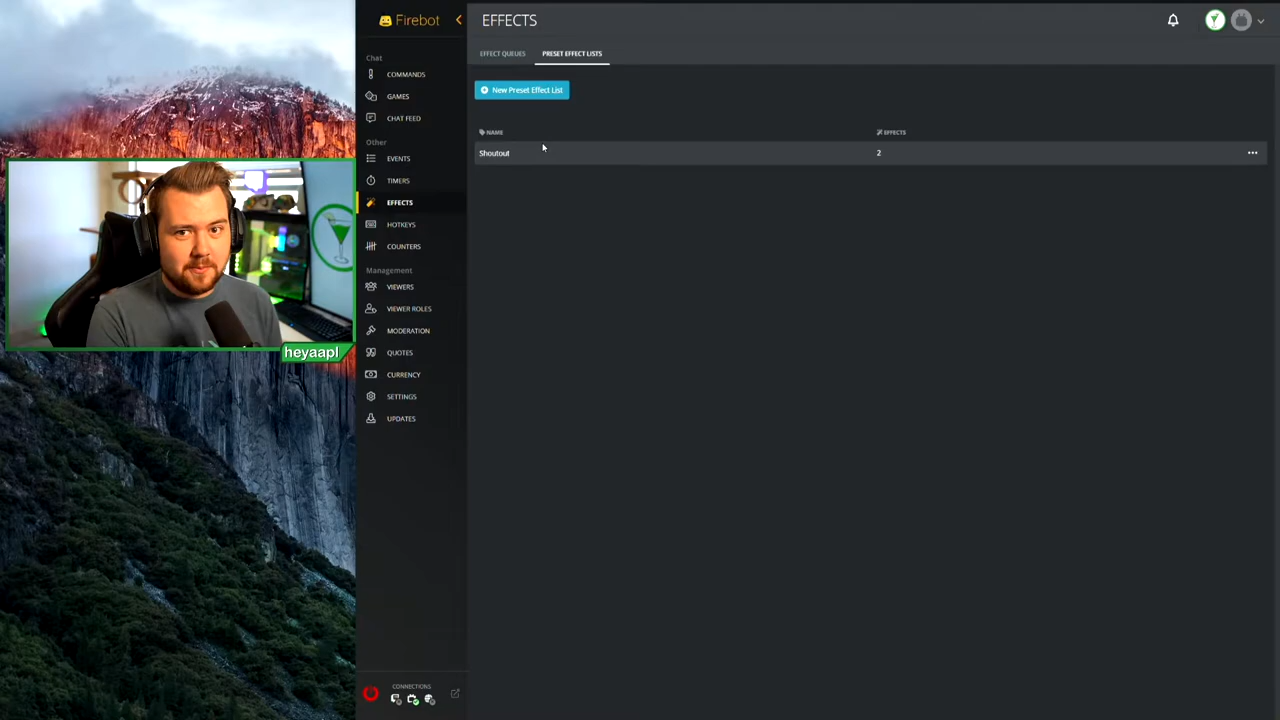 Firebot
EFFECTS
EFFECT QUEUES
PRESET EFFECT LISTS
New Preset Effect List
NAME
EFFECTS
Shoutout
2
Chat
COMMANDS
GAMES
CHAT FEED
Other
EVENTS
TIMERS
EFFECTS
HOTKEYS
COUNTERS
Management
VIEWERS
VIEWER ROLES
MODERATION
QUOTES
CURRENCY
SETTINGS
UPDATES
CONNECTIONS
heyaapl